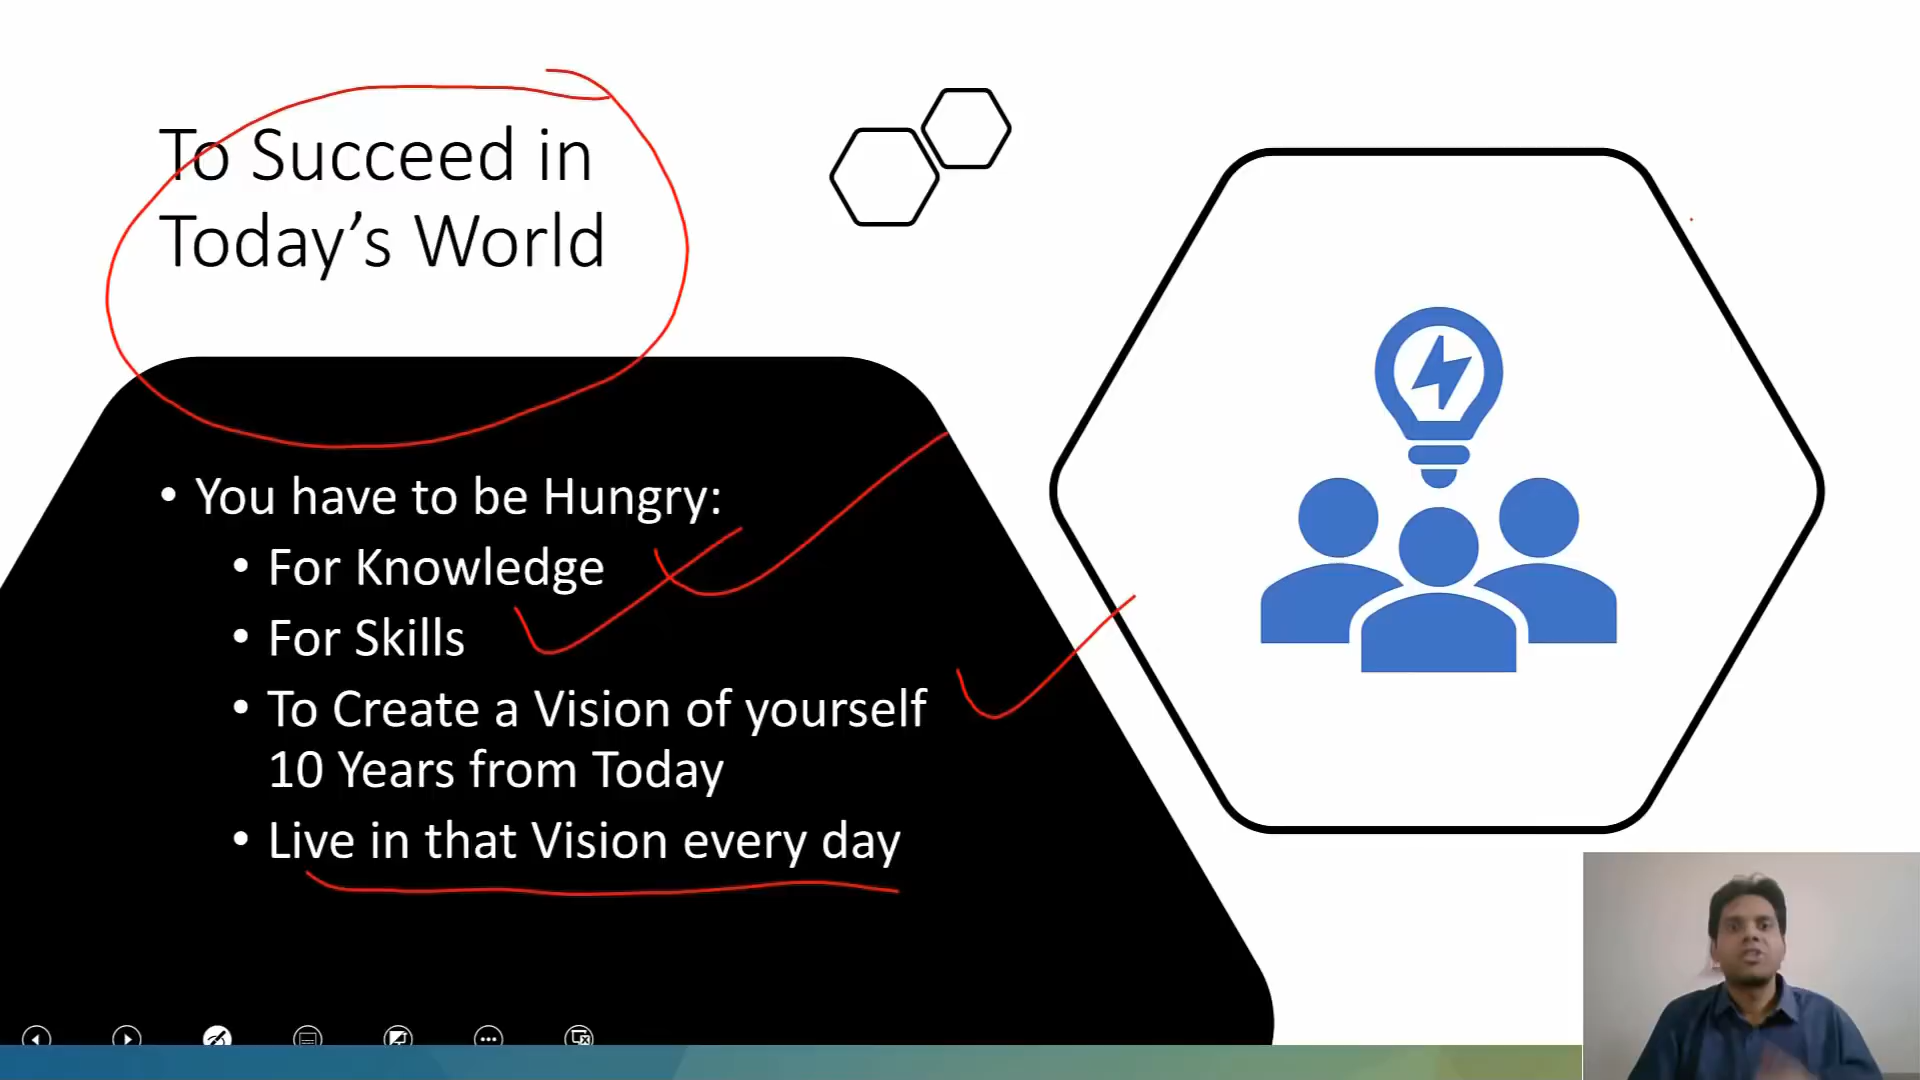 To Succeed in
Today’s World
• You have to be Hungry:
• For Knowledge
• For Skills
• To Create a Vision of yourself
10 Years from Today
• Live in that Vision every day